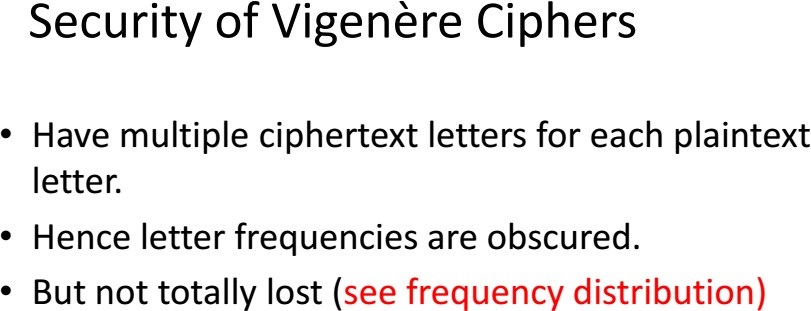 Security of Vigenère Ciphers
• Have multiple ciphertext letters for each plaintext
letter.
• Hence letter frequencies are obscured.
• But not totally lost (see frequency distribution)